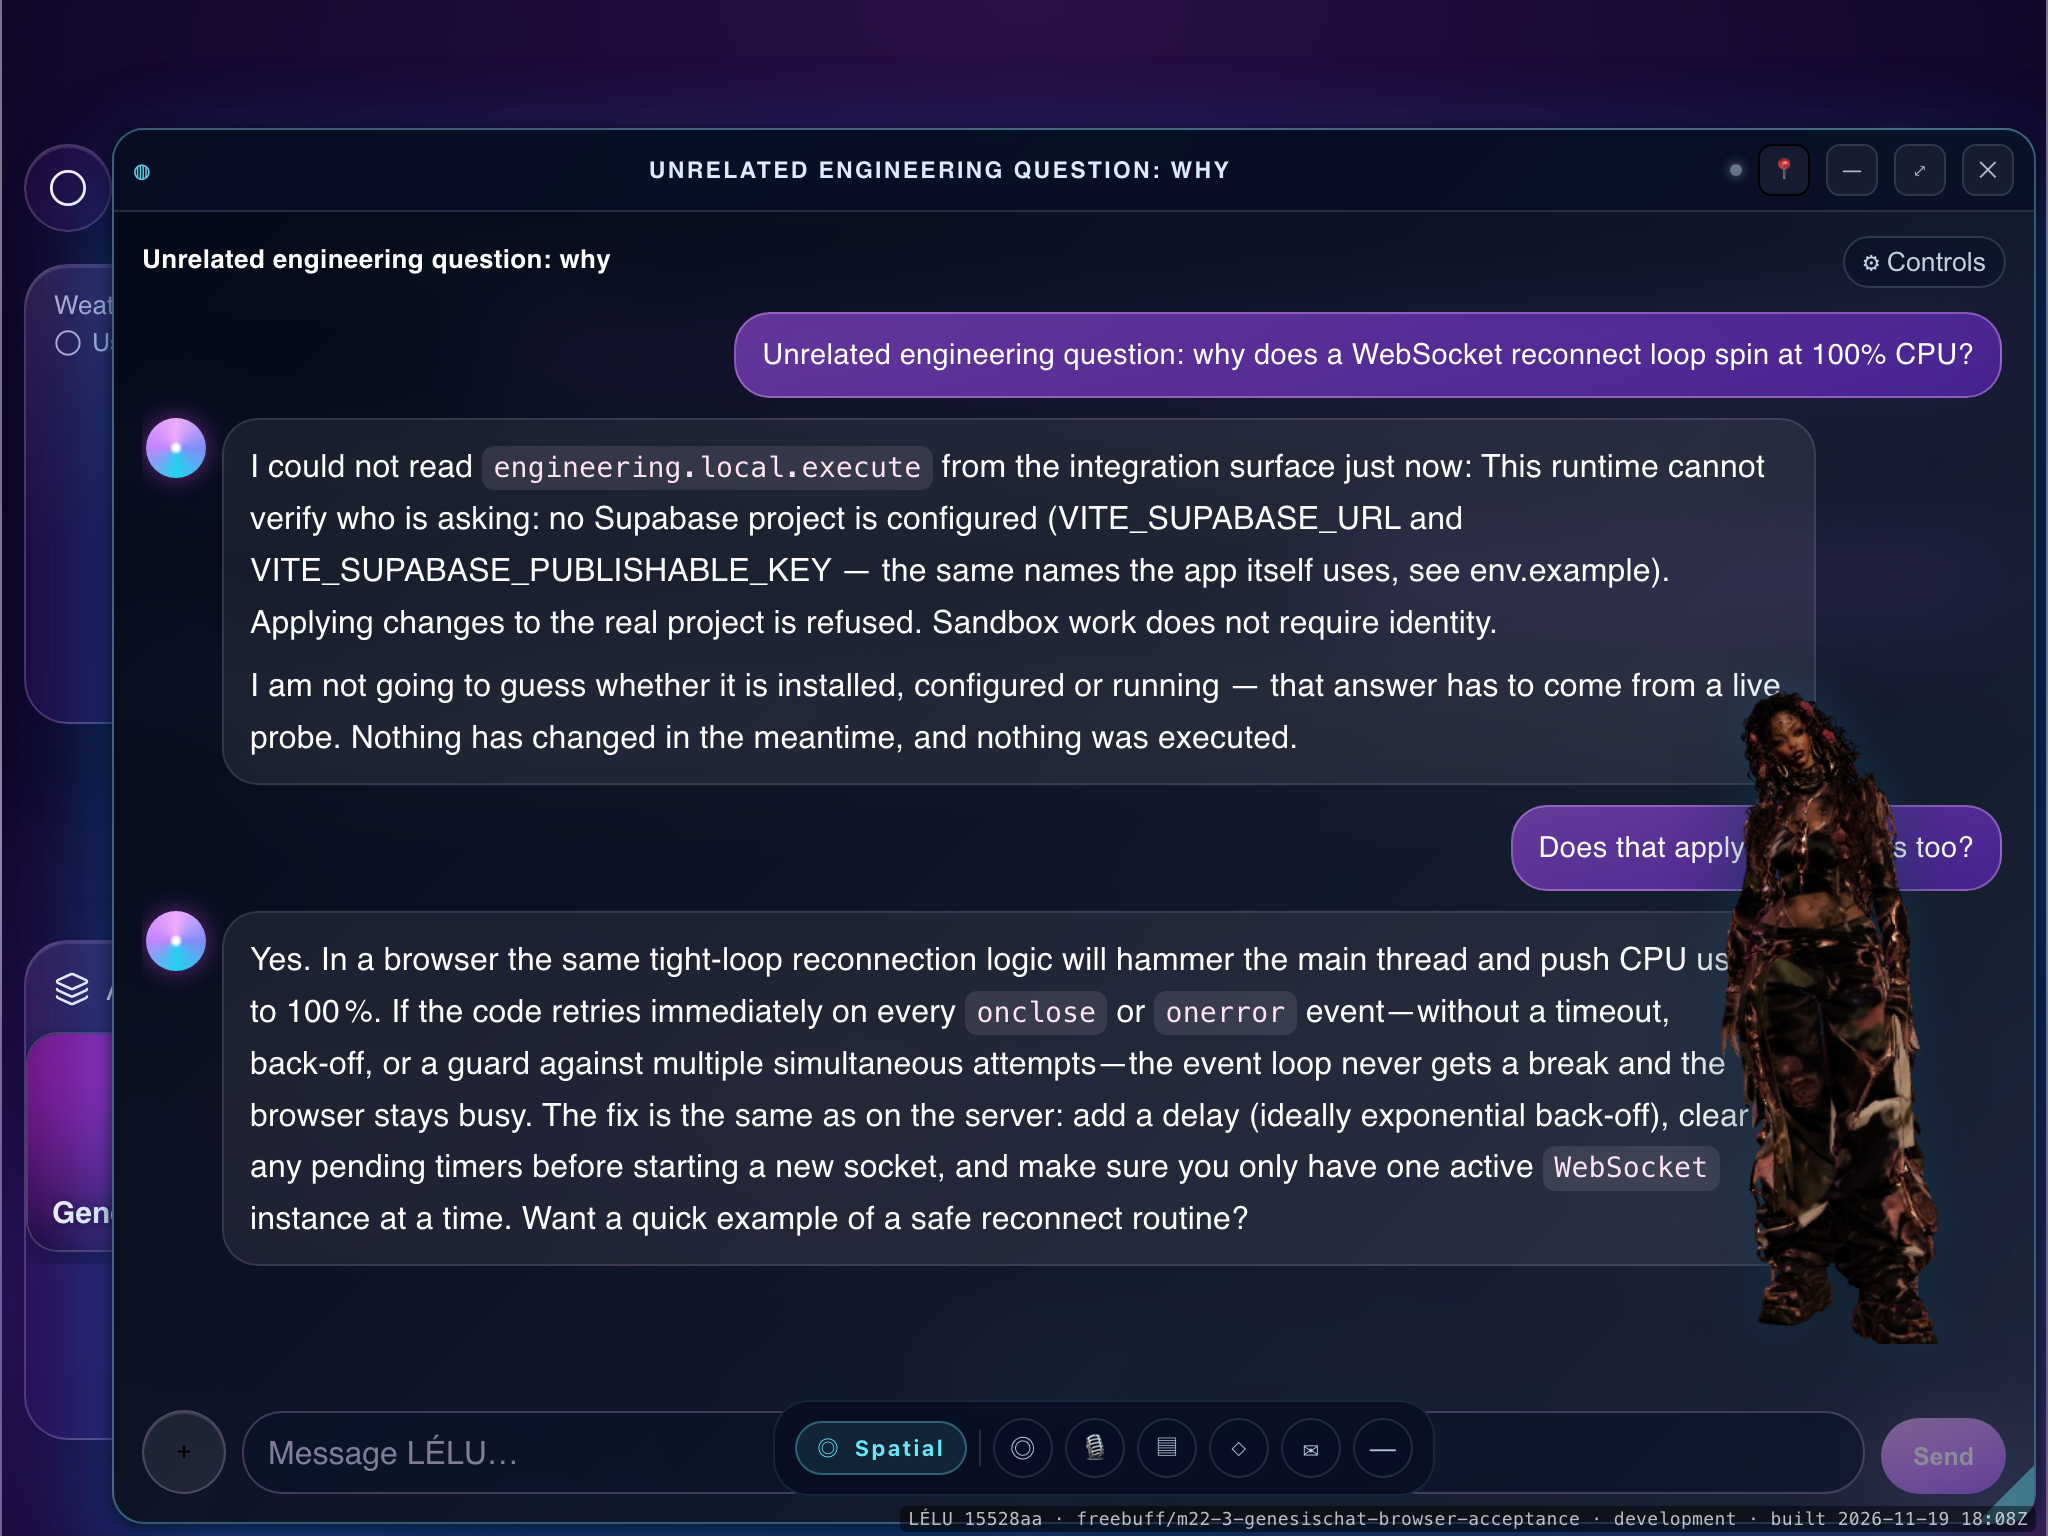 UNRELATED ENGINEERING QUESTION: WHY
Unrelated engineering question: why
Controls
Weat
Unrelated engineering question: why does a WebSocket reconnect loop spin at 100% CPU?
I could not read engineering.local.execute from the integration surface just now: This runtime cannot
verify who is asking: no Supabase project is configured (VITE_SUPABASE_URL and
VITE_SUPABASE_PUBLISHABLE_KEY — the same names the app itself uses, see env.example).
Applying changes to the real project is refused. Sandbox work does not require identity.
I am not going to guess whether it is installed, configured or running — that answer has to come from a live
probe. Nothing has changed in the meantime, and nothing was executed.
Does that apply s too?
Yes. In a browser the same tight-loop reconnection logic will hammer the main thread and push CPU us
to 100 %. If the code retries immediately on every onclose or onerror event—without a timeout,
back-off, or a guard against multiple simultaneous attempts—the event loop never gets a break and the
browser stays busy. The fix is the same as on the server: add a delay (ideally exponential back-off), clear
any pending timers before starting a new socket, and make sure you only have one active WebSocket
instance at a time. Want a quick example of a safe reconnect routine?
Gen
Message LÉLU...
Spatial
Send
LÉLU 15528aa · freebuff/m22-3-genesischat-browser-acceptance · development · built 2026-11-19 18:08Z